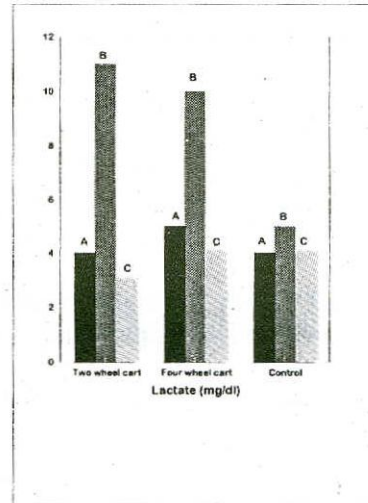 12
B
B
10
8
6
A
B
A
C
A
C
4
C
2
0
Two wheel cart
Four wheel cart
Control
Lactate (mg/dl)